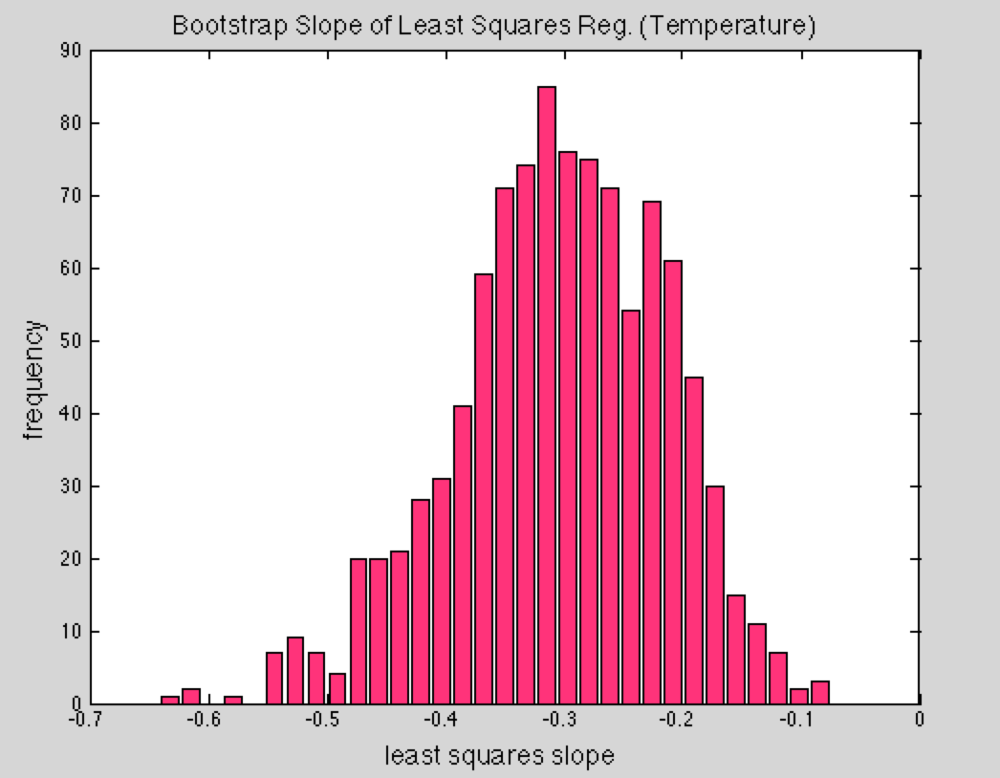 Bootstrap Slope of Least Squares Reg. (Temperature)
90
80
70
60
50
40
30
20
10
0
frequency
-0.7 -0.6 -0.5 -0.4 -0.3 -0.2 -0.1 0
least squares slope